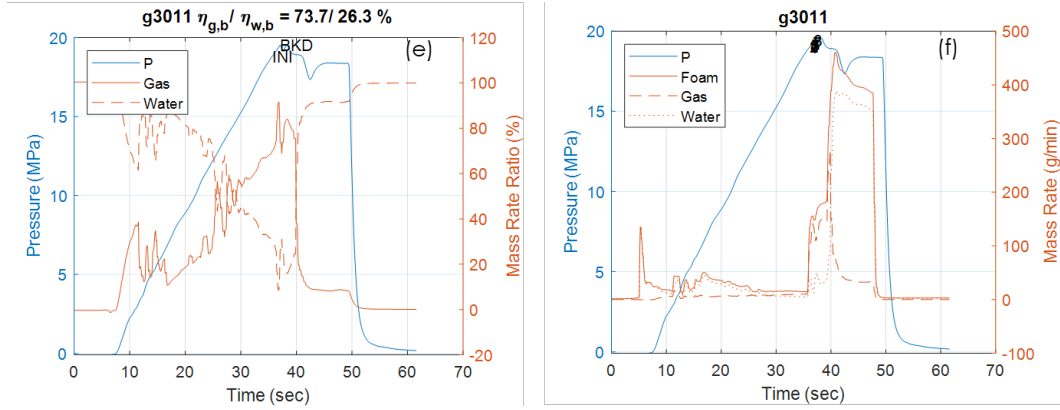 g3011 η_{g,b}/ η_{w,b} = 73.7/ 26.3 %
(e)
P
Gas
Water
BKD
INI
Pressure (MPa)
20
15
10
5
0
Mass Rate Ratio (%)
120
100
80
60
40
20
0
-20
0 10 20 30 40 50 60 70
Time (sec)
g3011
(f)
P
Foam
Gas
Water
Pressure (MPa)
20
15
10
5
0
Mass Rate (g/min)
500
400
300
200
100
0
-100
0 10 20 30 40 50 60 70
Time (sec)